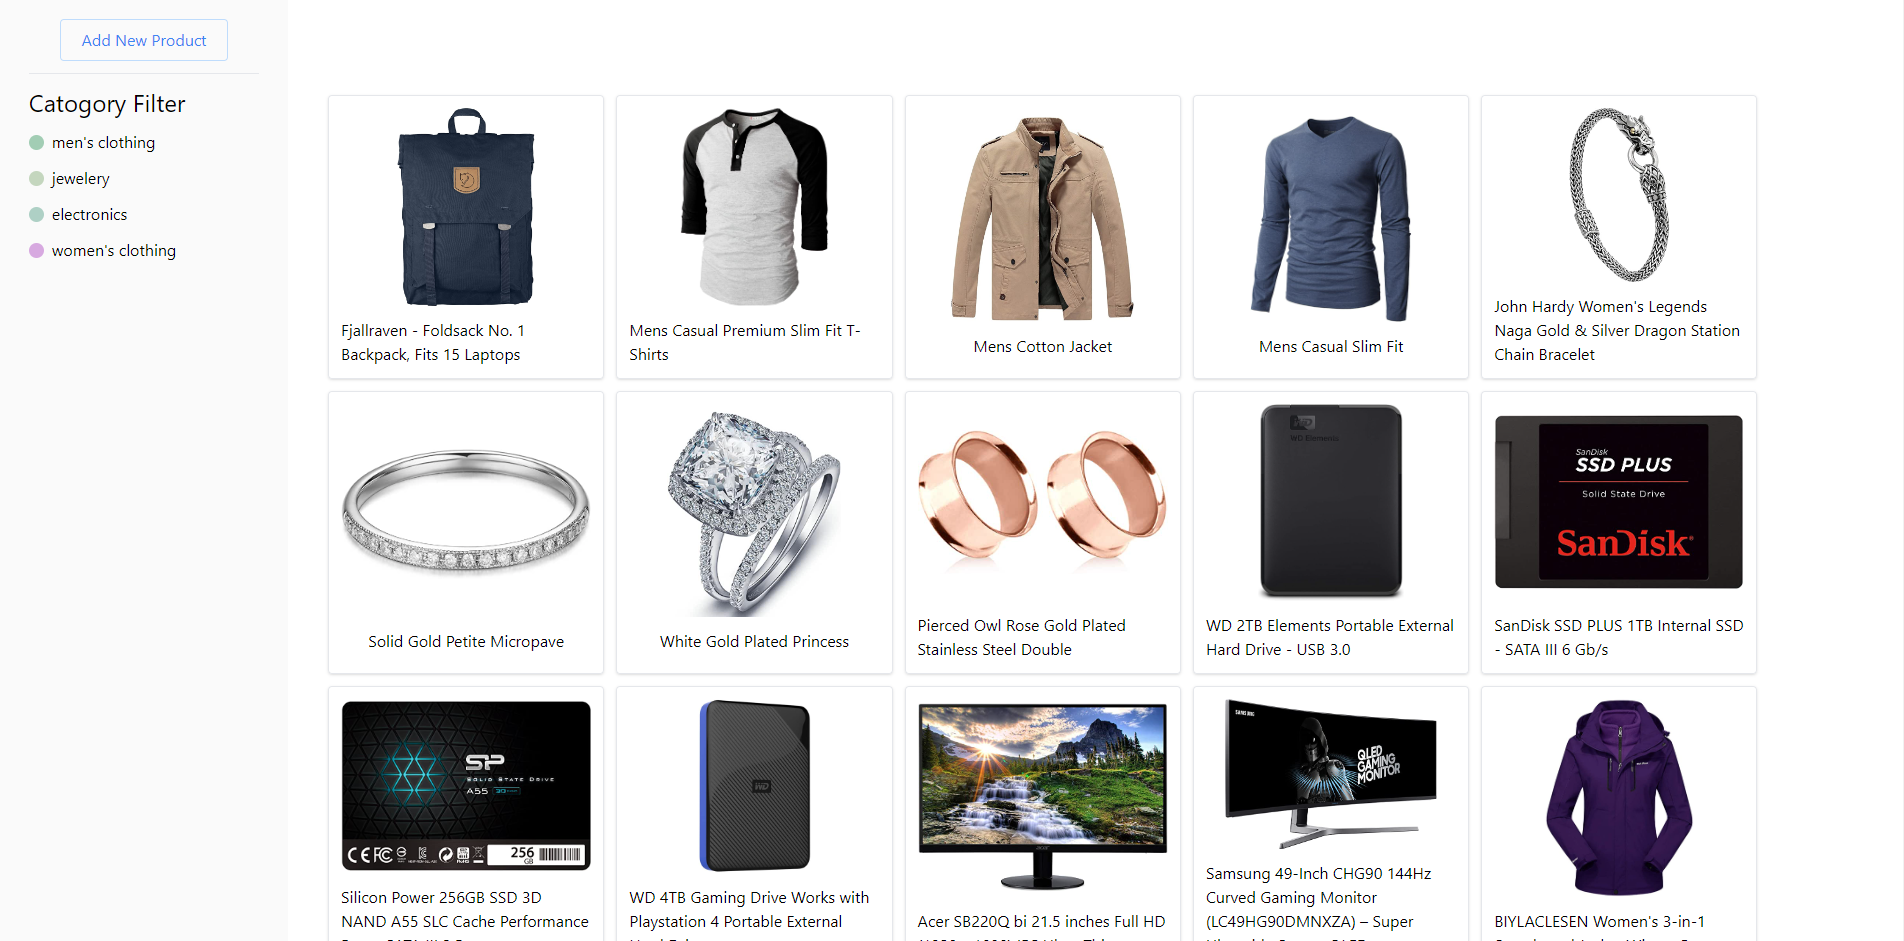 Add New Product
Catogory Filter
men's clothing
jewelery
electronics
women's clothing
Fjallraven - Foldsack No. 1
Backpack, Fits 15 Laptops
Mens Casual Premium Slim Fit T-
Shirts
Mens Cotton Jacket
Mens Casual Slim Fit
John Hardy Women's Legends
Naga Gold & Silver Dragon Station
Chain Bracelet
Solid Gold Petite Micropave
White Gold Plated Princess
Pierced Owl Rose Gold Plated
Stainless Steel Double
WD
WD Elements
WD 2TB Elements Portable External
Hard Drive - USB 3.0
SanDisk
SSD PLUS
Solid State Drive
SanDisk
SanDisk SSD PLUS 1TB Internal SSD
- SATA III 6 Gb/s
SP
SOLID STATE DRIVE
A55
256
GB
Silicon Power 256GB SSD 3D
NAND A55 SLC Cache Performance
WD
WD 4TB Gaming Drive Works with
Playstation 4 Portable External
acer
Acer SB220Q bi 21.5 inches Full HD
SAMSUNG
QLED
GAMING
MONITOR
Samsung 49-Inch CHG90 144Hz
Curved Gaming Monitor
(LC49HG90DMNXZA) – Super
BIYLACLESEN Women's 3-in-1